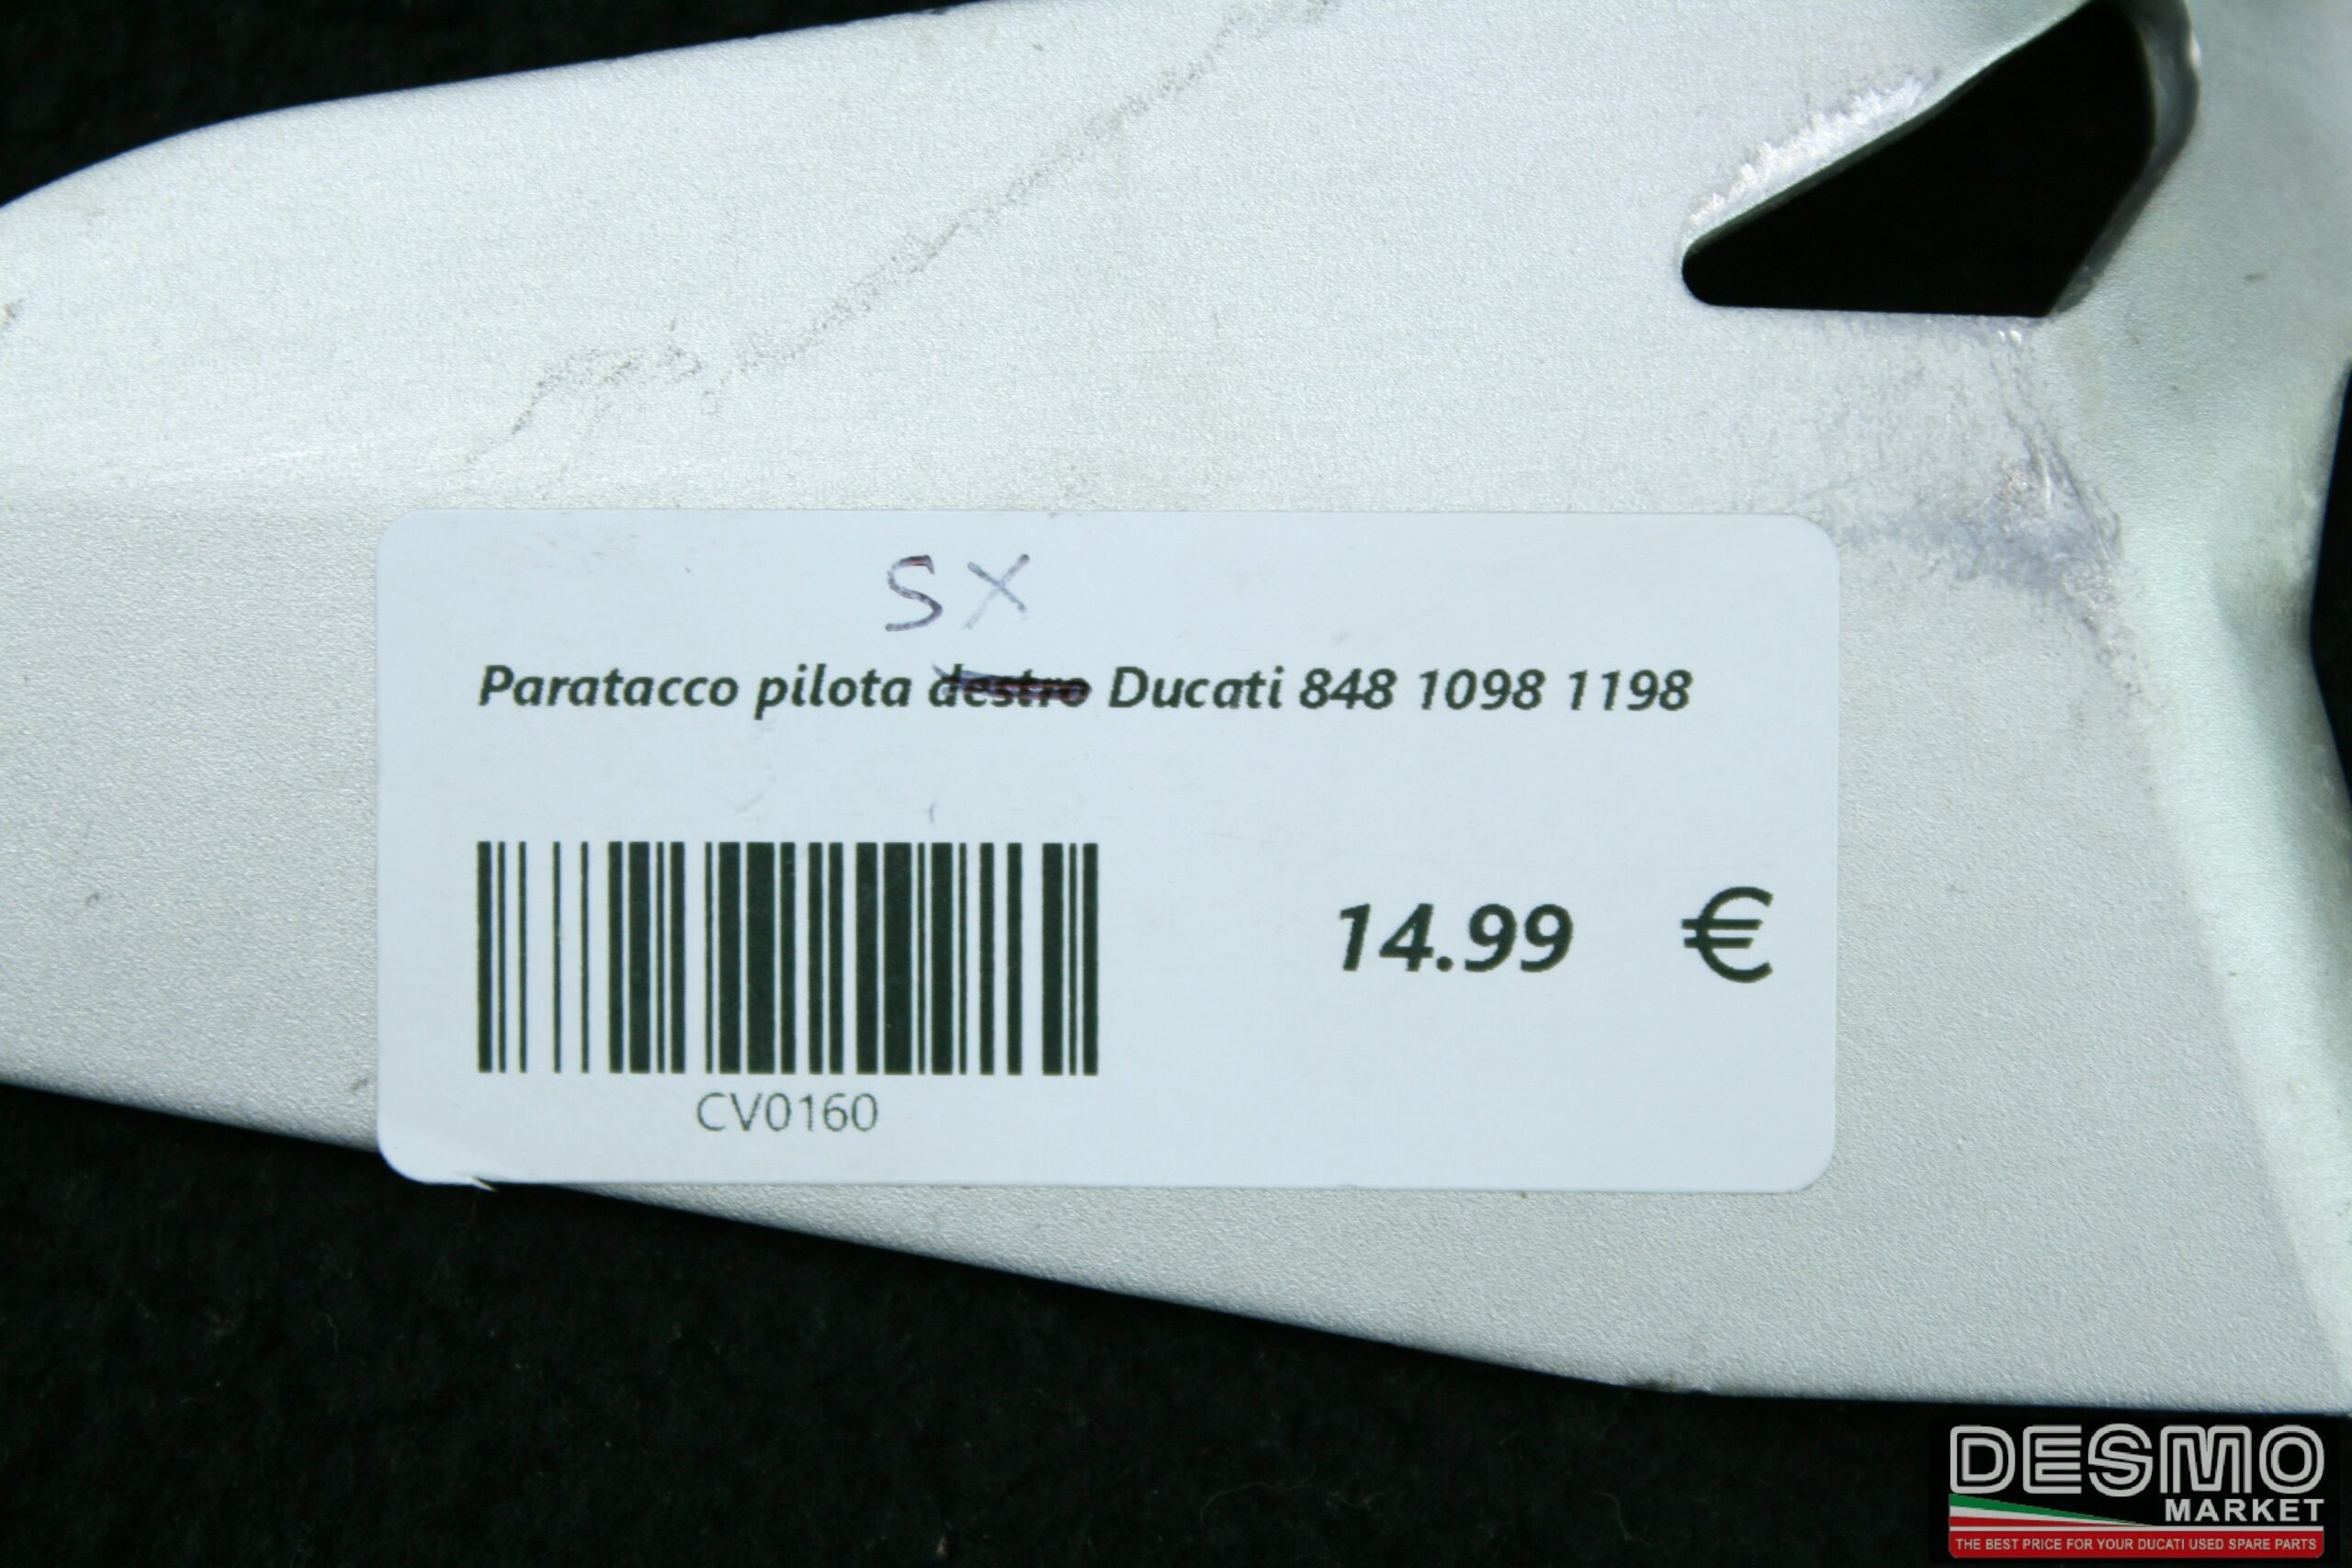 SX
Paratacco pilota destro Ducati 848 1098 1198
14.99 €
CV0160
DESMO
MARKET
THE BEST PRICE FOR YOUR DUCATI USED SPARE PARTS